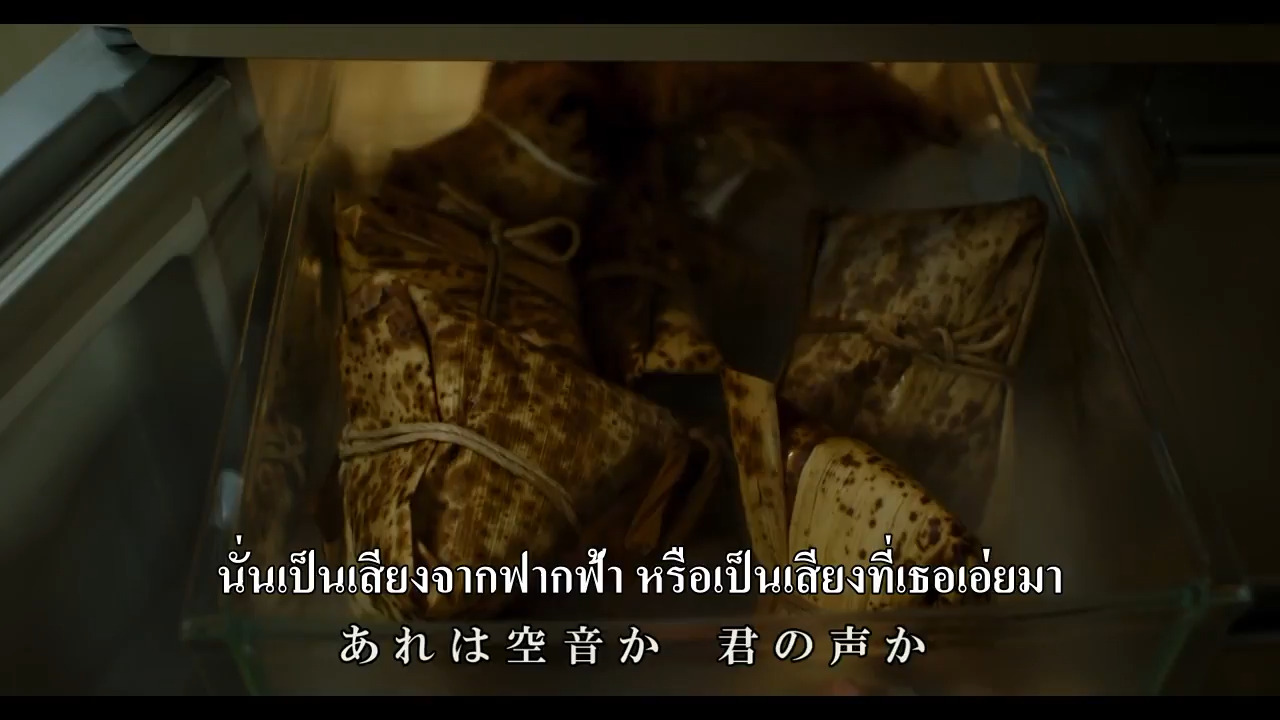 นั่นเป็นเสียงจากฟากฟ้า หรือเป็นเสียงที่เธอเอ่ยมา
あれは空音か 君の声か